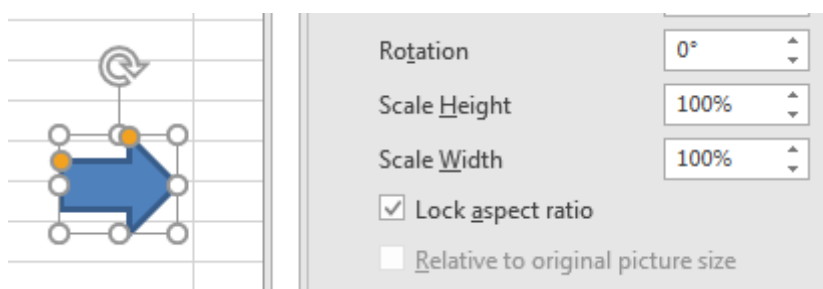 Rotation 0°
Scale Height 100%
Scale Width 100%
Lock aspect ratio
Relative to original picture size